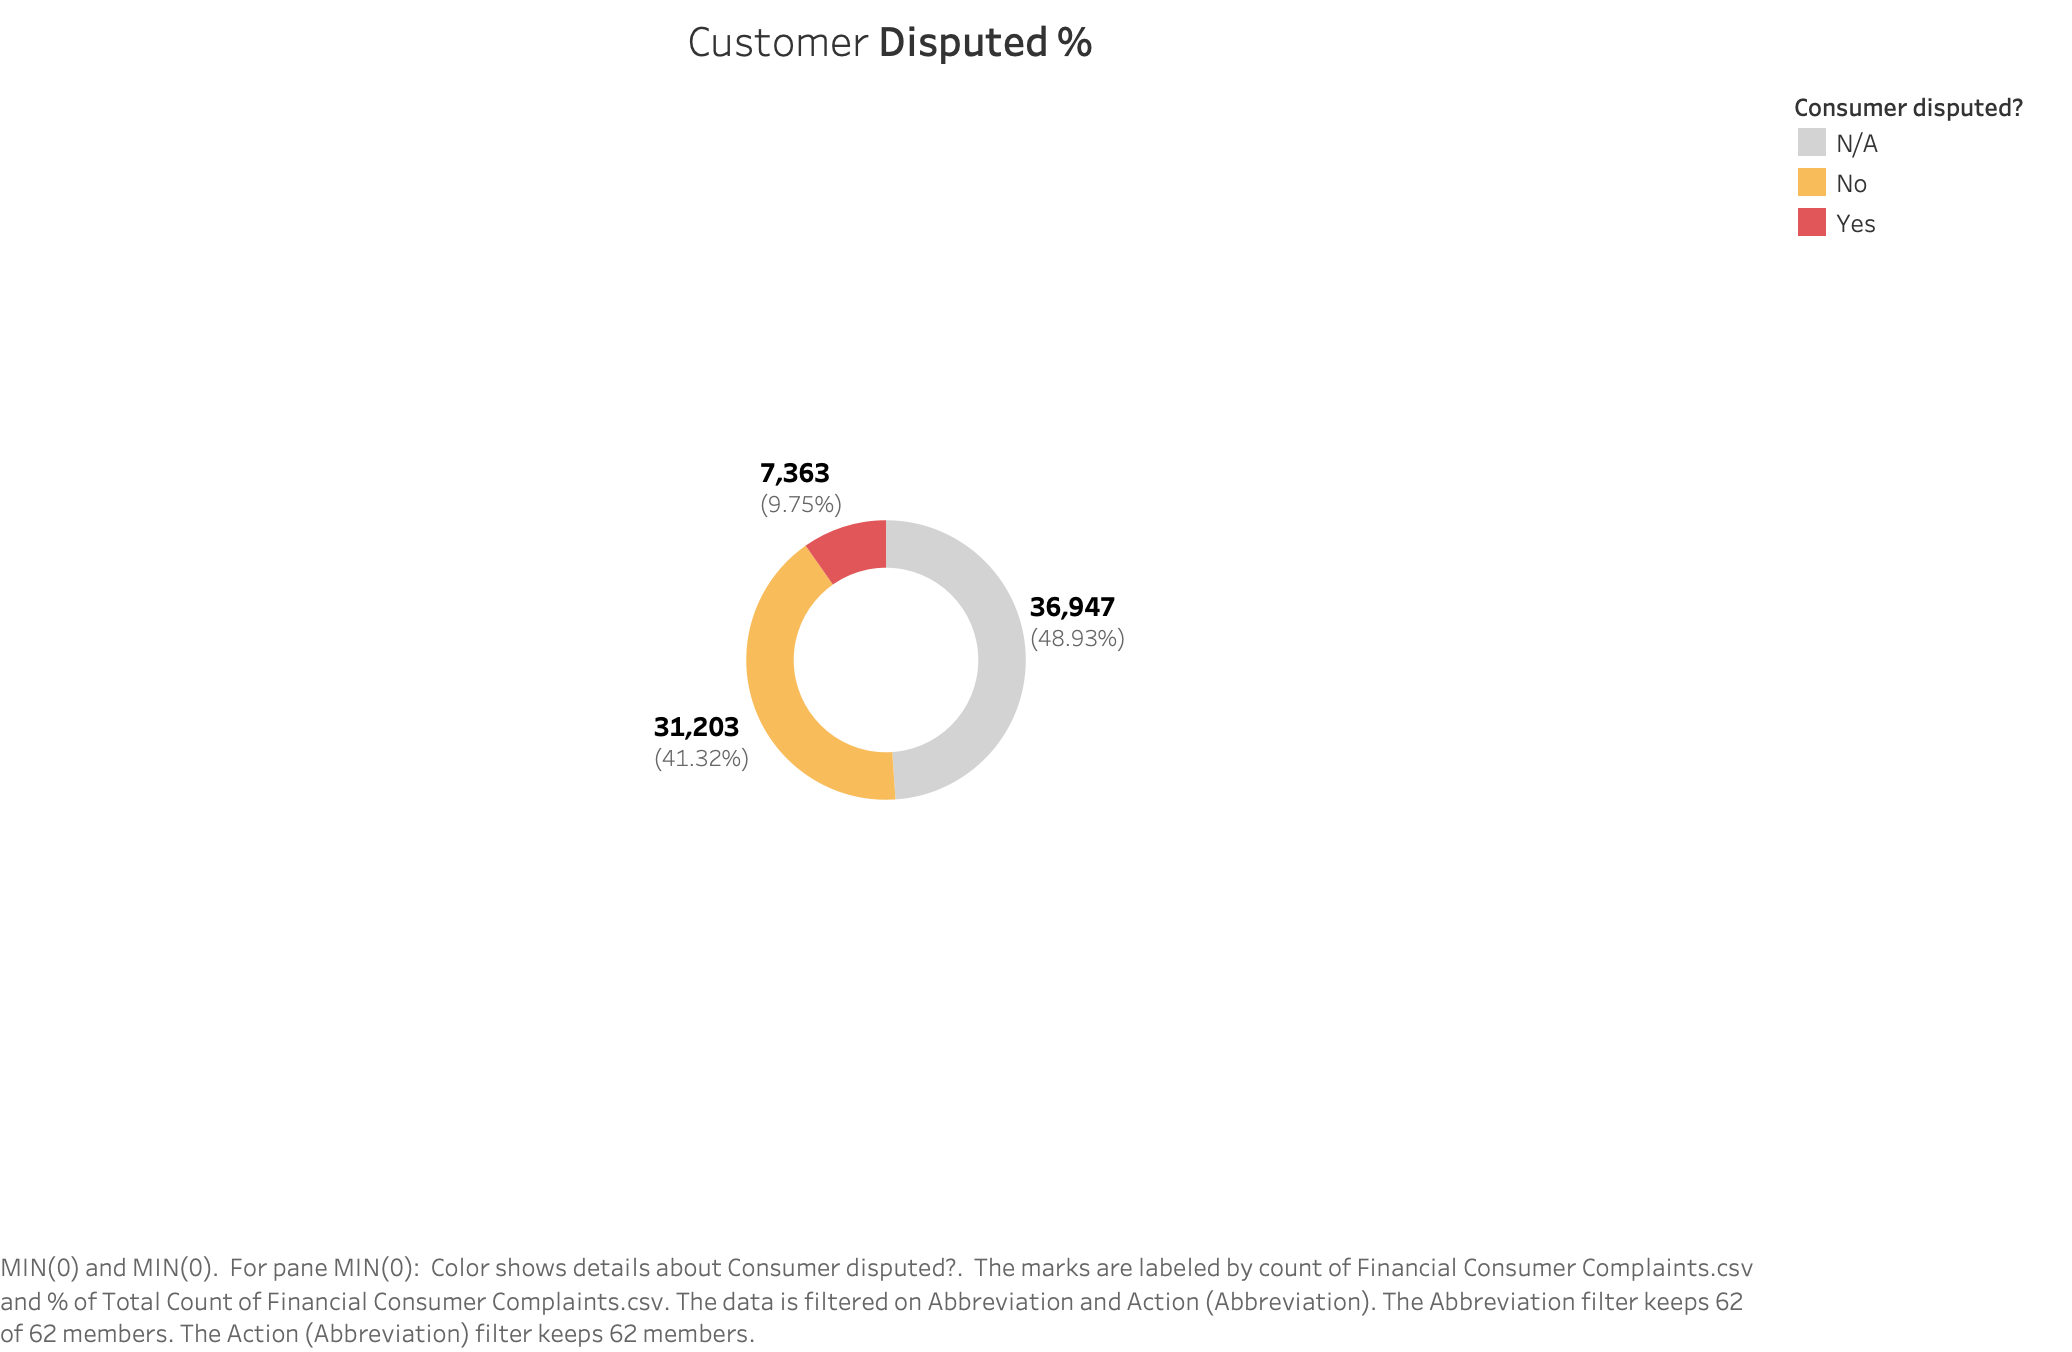 Customer Disputed %
Consumer disputed?
N/A
No
Yes
7,363
(9.75%)
36,947
(48.93%)
31,203
(41.32%)
MIN(0) and MIN(0).  For pane MIN(0):  Color shows details about Consumer disputed?.  The marks are labeled by count of Financial Consumer Complaints.csv
and % of Total Count of Financial Consumer Complaints.csv. The data is filtered on Abbreviation and Action (Abbreviation). The Abbreviation filter keeps 62
of 62 members. The Action (Abbreviation) filter keeps 62 members.